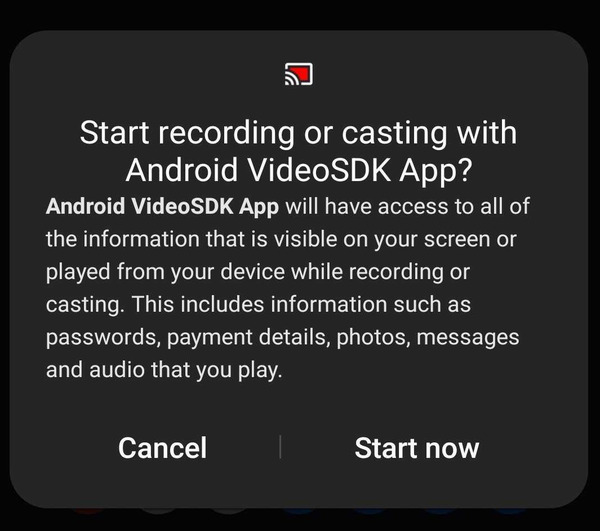 Start recording or casting with
Android VideoSDK App?
Android VideoSDK App will have access to all of
the information that is visible on your screen or
played from your device while recording or
casting. This includes information such as
passwords, payment details, photos, messages
and audio that you play.
Cancel
Start now